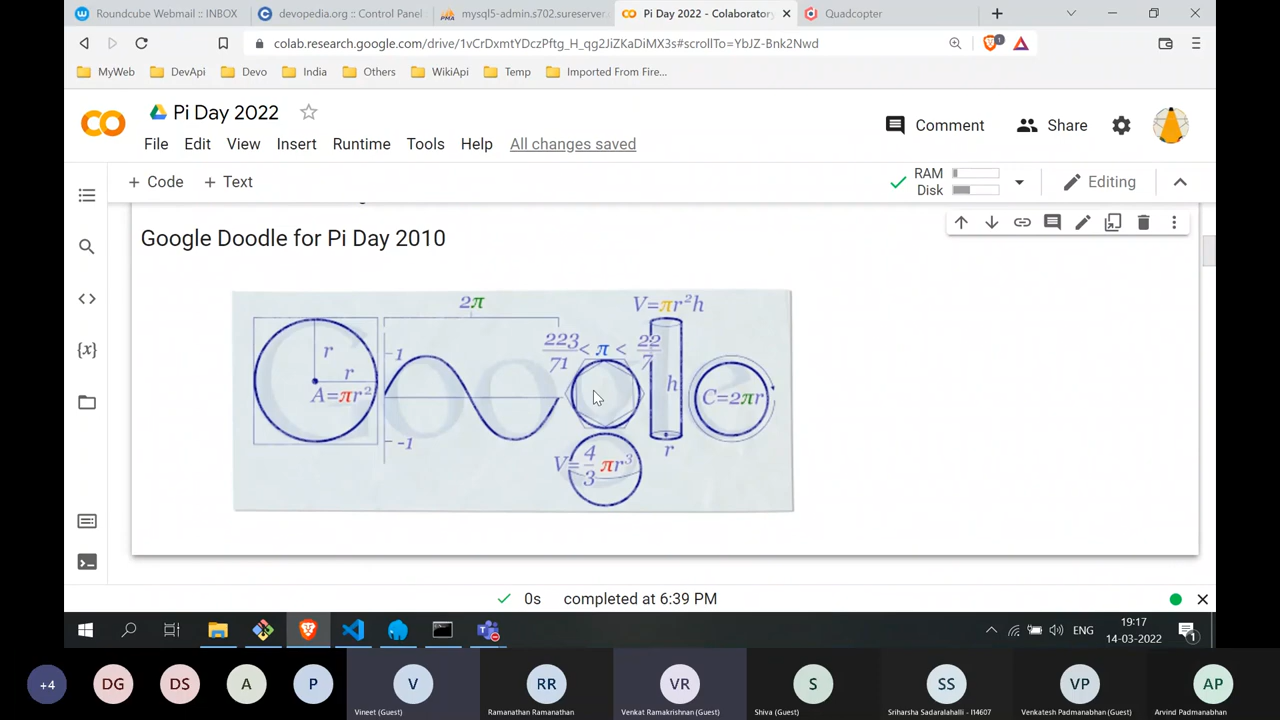 Roundcube Webmail :: INBOX
devopedia.org :: Control Panel
mysql5-admin.s702.sureserver.
Pi Day 2022 - Colaboratory
Quadcopter
colab.research.google.com/drive/1vCrDxmtYDczPftg_H_qg2JiZKaDiMX3s#scrollTo=YbJZ-Bnk2Nwd
1
MyWeb DevApi Devo India Others WikiApi Temp Imported From Fire...
Pi Day 2022
Comment Share
File Edit View Insert Runtime Tools Help All changes saved
+ Code + Text
RAM
Disk
Editing
Google Doodle for Pi Day 2010
2π
V=πr²h
223/71 < π < 22/7
r
r
A=πr²
1
-1
h
C=2πr
r
V=4/3 πr³
0s completed at 6:39 PM
ENG
19:17
14-03-2022
1
+4 DG DS A P V RR VR S SS VP AP
Vineet (Guest) Ramanathan Ramanathan Venkat Ramakrishnan (Guest) Shiva (Guest) Sriharsha Sadaralahalli - I14607 Venkatesh Padmanabhan (Guest) Arvind Padmanabhan